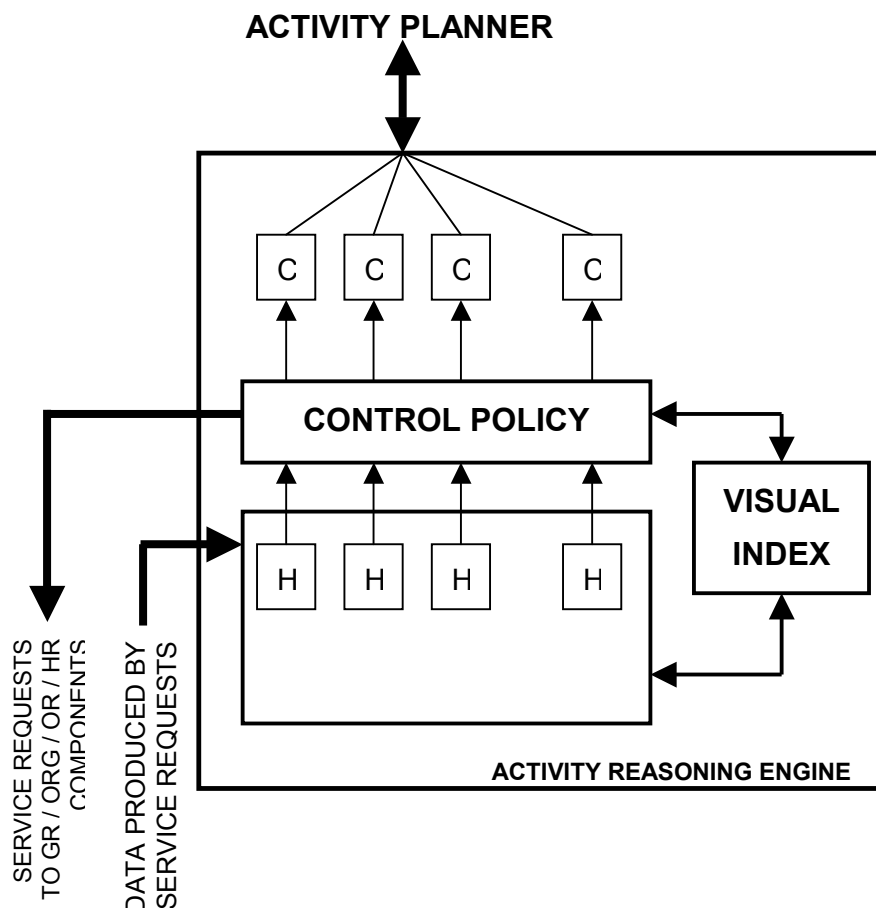 ACTIVITY PLANNER
C C C C
CONTROL POLICY
VISUAL
INDEX
H H H H
ACTIVITY REASONING ENGINE
SERVICE REQUESTS
TO GR / ORG / OR / HR
COMPONENTS
DATA PRODUCED BY
SERVICE REQUESTS